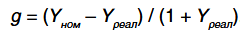 g = (Yном – Yреал) / (1 + Yреал)